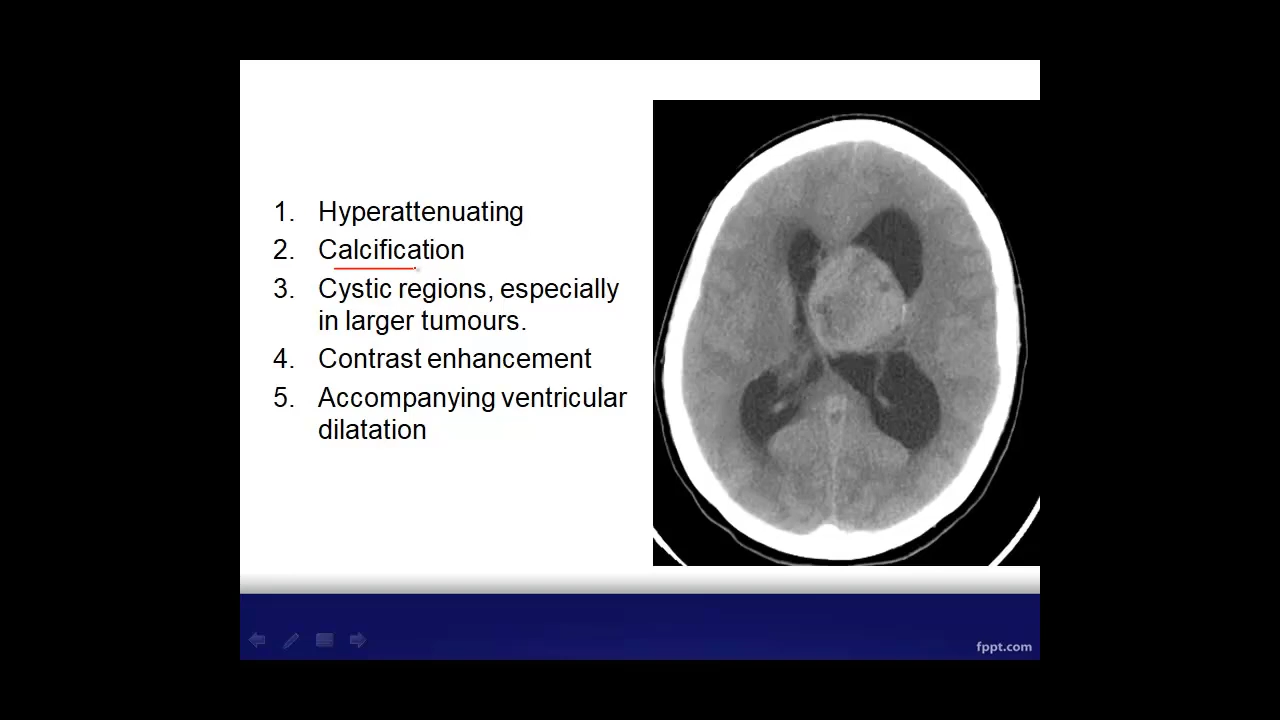 1. Hyperattenuating
2. Calcification
3. Cystic regions, especially
in larger tumours.
4. Contrast enhancement
5. Accompanying ventricular
dilatation
fppt.com